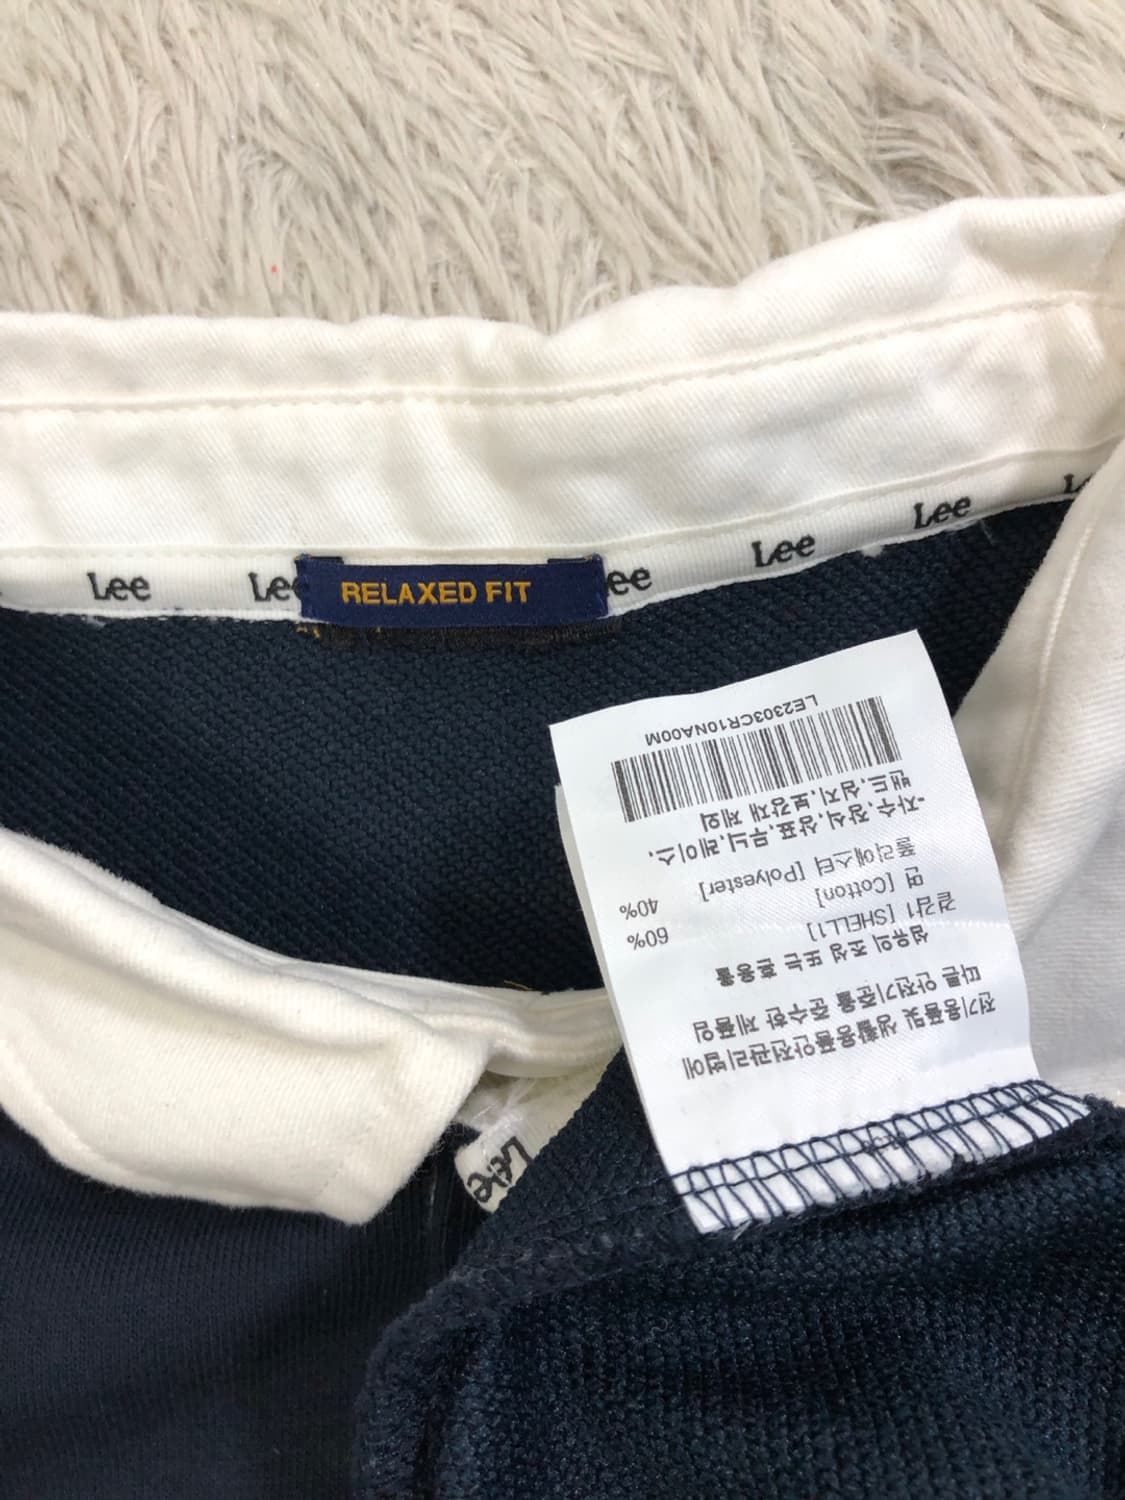 Lee
Lee
RELAXED FIT
ee
Lee
Lee
L
전기용품및 생활용품안전관리법에
따른 안전기준을 준수한 제품임
섬유의 조성 또는 혼용율
겉감1 [SHELL1]
면 [Cotton] 60%
폴리에스터 [Polyester] 40%
-자수,장식,상표,무늬,레이스,
밴드,심지,보강재 제외
LE2303CR10NA00M
Lee